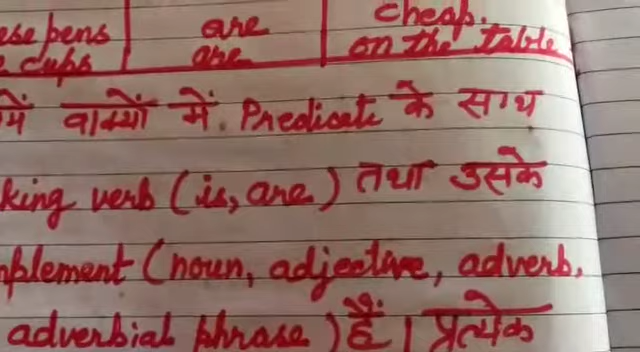 pens are cheap.
cups are on the table
में वाक्यों में Predicate के साथ
king verb (is, are) तथा उसके
plement (noun, adjective, adverb,
adverbial phrase) हैं। प्रत्येक